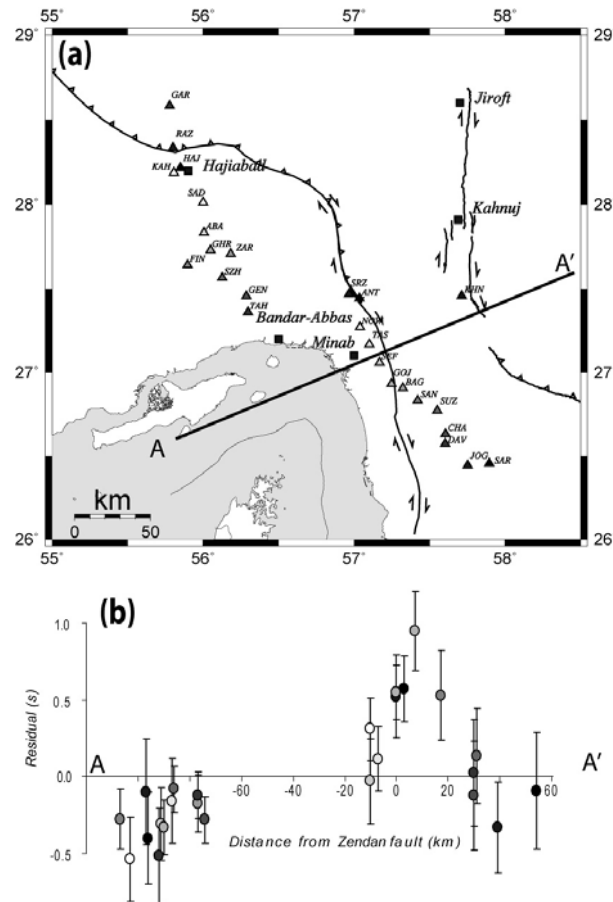 (a)
55 56 57 58 29
29
28 28
27 27
26 26
55 56 57 58
GAR
RAZ
HAJ
KAH Hajiabad
SAD
ABA
GHR ZAR
FIN
SZH
GEN
TAH
Bandar-Abbas
Minab
Jiroft
Kahnuj
KHN
SRZ
ANT
GOJ
BAG
SAN
SUZ
CHA
DAV
JOG SAR
A A'
km
0 50
(b)
Residual (s)
1.0
0.5
0.0
-0.5
A A'
-60 -40 -20 0 20 40 60
Distance from Zendan fault (km)